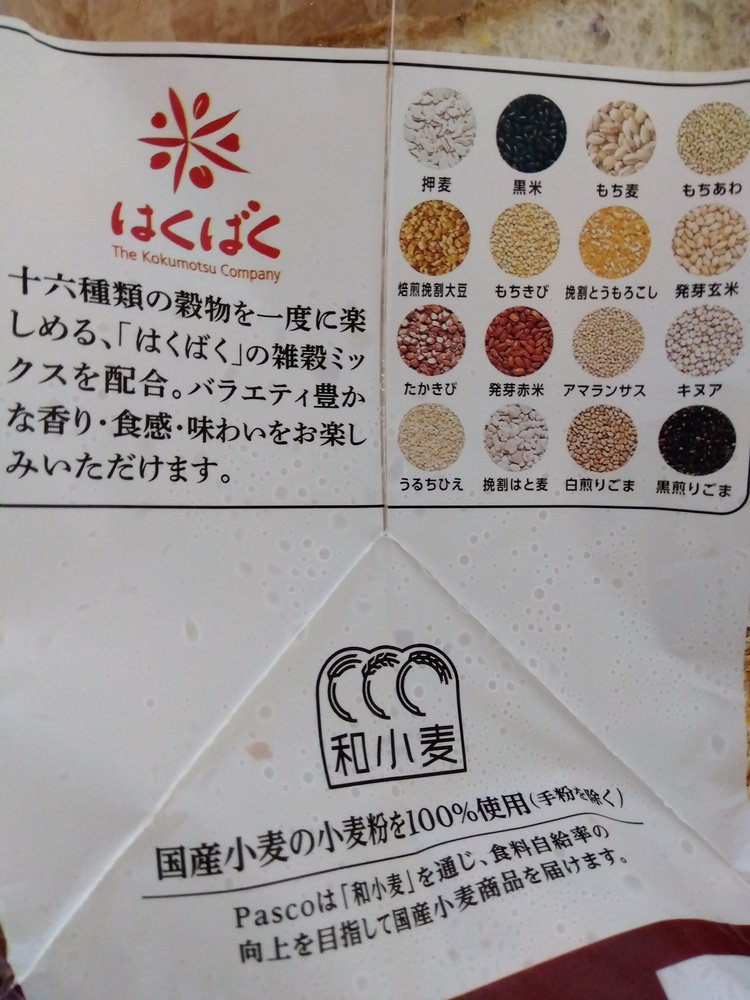 はくばく
The Kokumotsu Company
十六種類の穀物を一度に楽
しめる、「はくばく」の雑穀ミッ
クスを配合。バラエティ豊か
な香り・食感・味わいをお楽し
みいただけます。
押麦 黒米 もち麦 もちあわ
焙煎挽割大豆 もちきび 挽割とうもろこし 発芽玄米
たかきび 発芽赤米 アマランサス キヌア
うるちひえ 挽割はと麦 白煎りごま 黒煎りごま
和小麦
国産小麦の小麦粉を100%使用(手粉を除く)
Pascoは「和小麦」を通じ、食料自給率の
向上を目指して国産小麦商品を届けます。